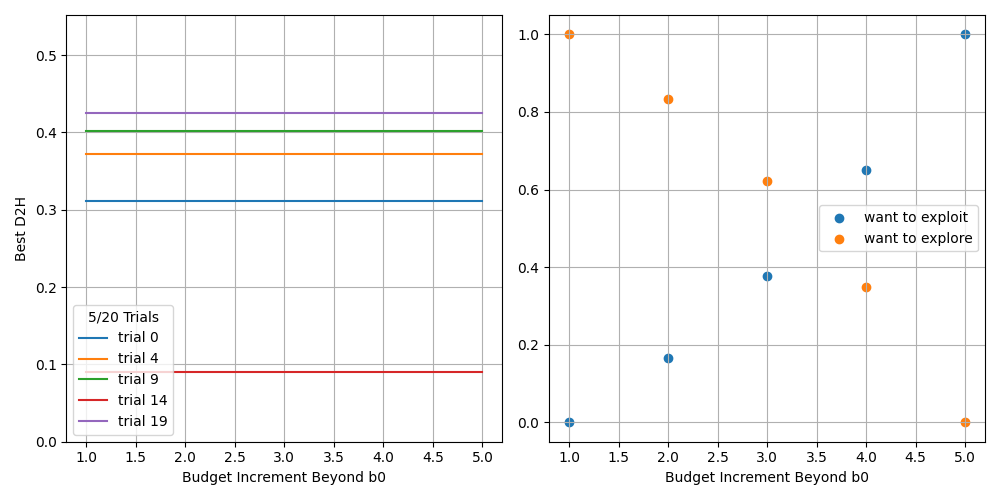 Best D2H
0.5
0.4
0.3
0.2
0.1
0.0
5/20 Trials
trial 0
trial 4
trial 9
trial 14
trial 19
1.0 1.5 2.0 2.5 3.0 3.5 4.0 4.5 5.0
Budget Increment Beyond b0
1.0
0.8
0.6
0.4
0.2
0.0
want to exploit
want to explore
1.0 1.5 2.0 2.5 3.0 3.5 4.0 4.5 5.0
Budget Increment Beyond b0